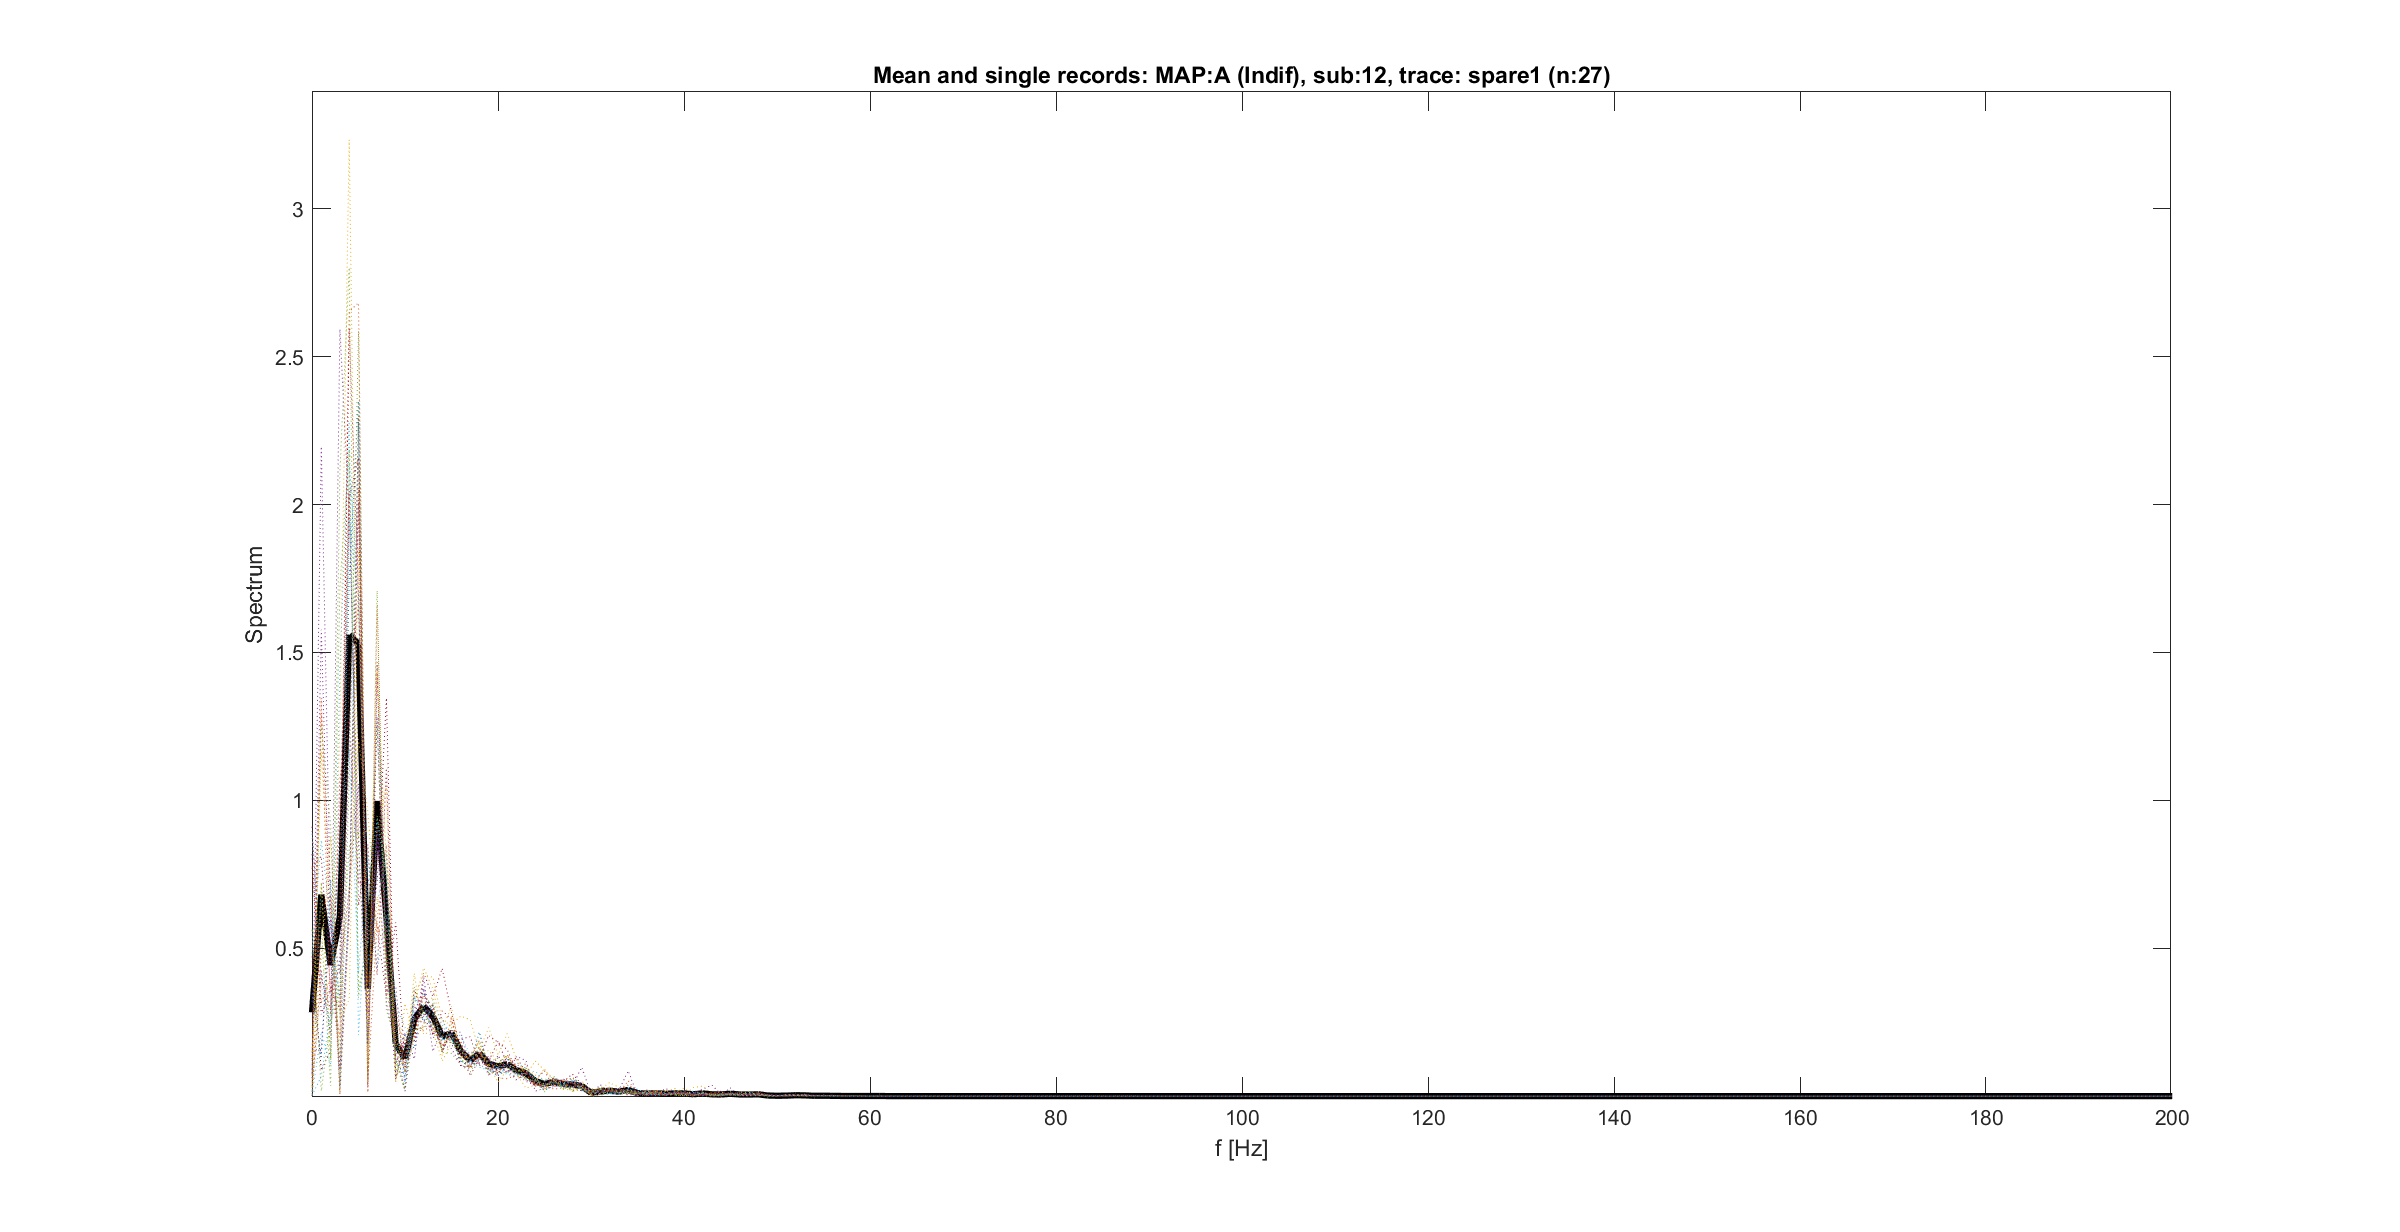 Mean and single records: MAP:A (Indif), sub:12, trace: spare1 (n:27)
3
2.5
2
1.5
1
0.5
Spectrum
0 20 40 60 80 100 120 140 160 180 200
f [Hz]